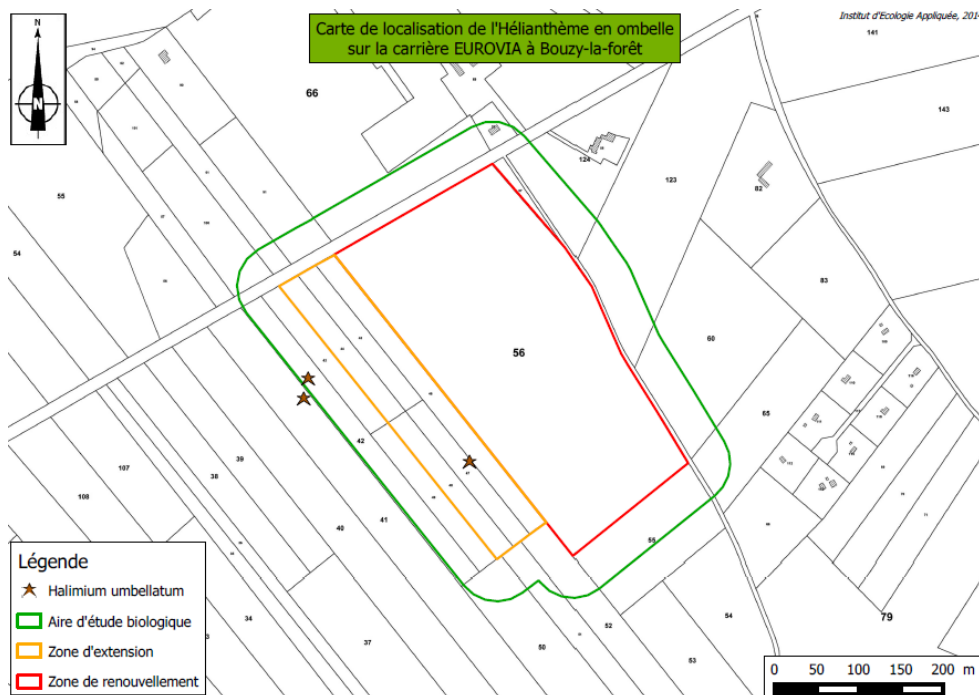 Carte de localisation de l'Hélianthème en ombelle
sur la carrière EUROVIA à Bouzy-la-forêt
Institut d'Ecologie Appliquée, 201
N
N
141
66
143
124
123
82
55
54
83
56
60
65
107
39
38
42
108
40
41
55
34
37
52
54
50
53
79
Légende
Halimium umbellatum
Aire d'étude biologique
Zone d'extension
Zone de renouvellement
0 50 100 150 200 m